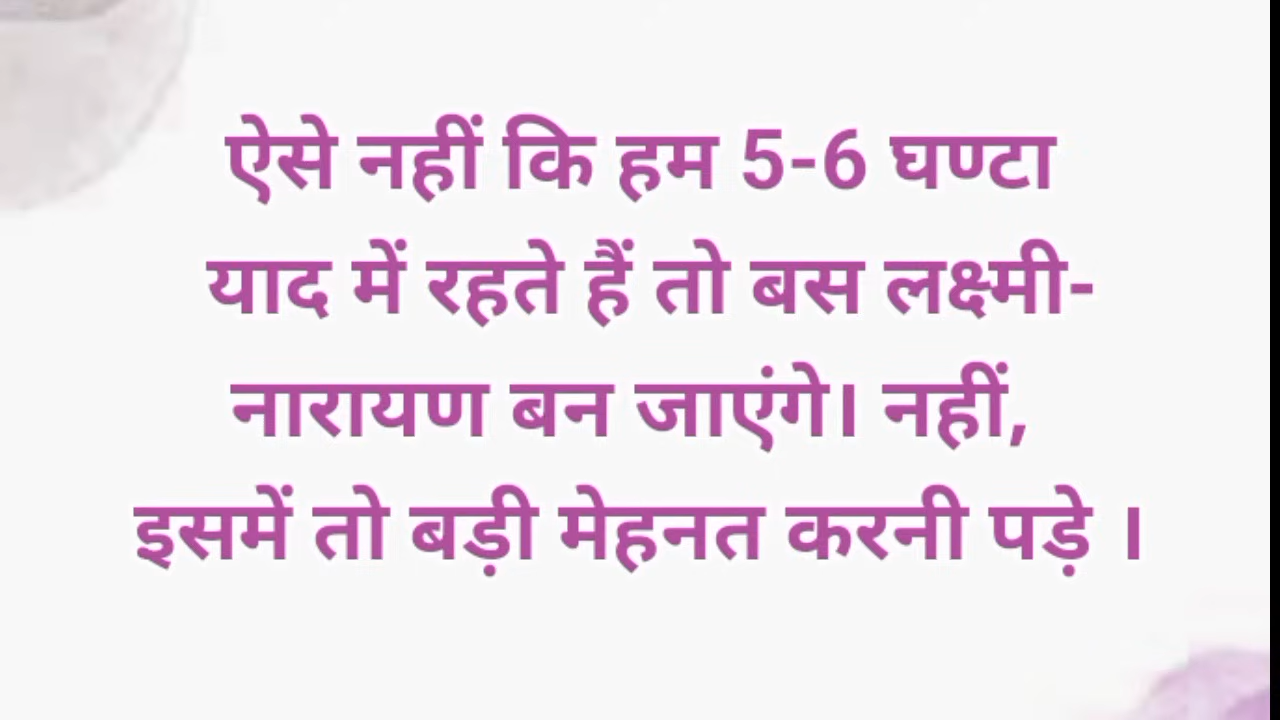 ऐसे नहीं कि हम 5-6 घण्टा
याद में रहते हैं तो बस लक्ष्मी-
नारायण बन जाएंगे। नहीं,
इसमें तो बड़ी मेहनत करनी पड़े ।